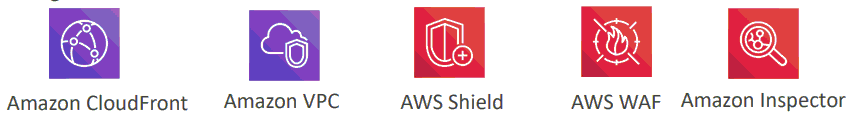 Amazon CloudFront
Amazon VPC
AWS Shield
AWS WAF
Amazon Inspector